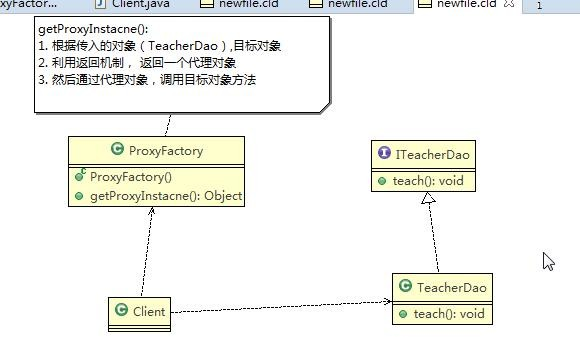 xyFactor...
Client.java
newfile.cld
newfile.cld
newfile.cld
1
getProxyInstacne():
1. 根据传入的对象（TeacherDao）,目标对象
2. 利用返回机制， 返回一个代理对象
3. 然后通过代理对象，调用目标对象方法
ProxyFactory
ProxyFactory()
getProxyInstacne(): Object
ITeacherDao
teach(): void
Client
TeacherDao
teach(): void